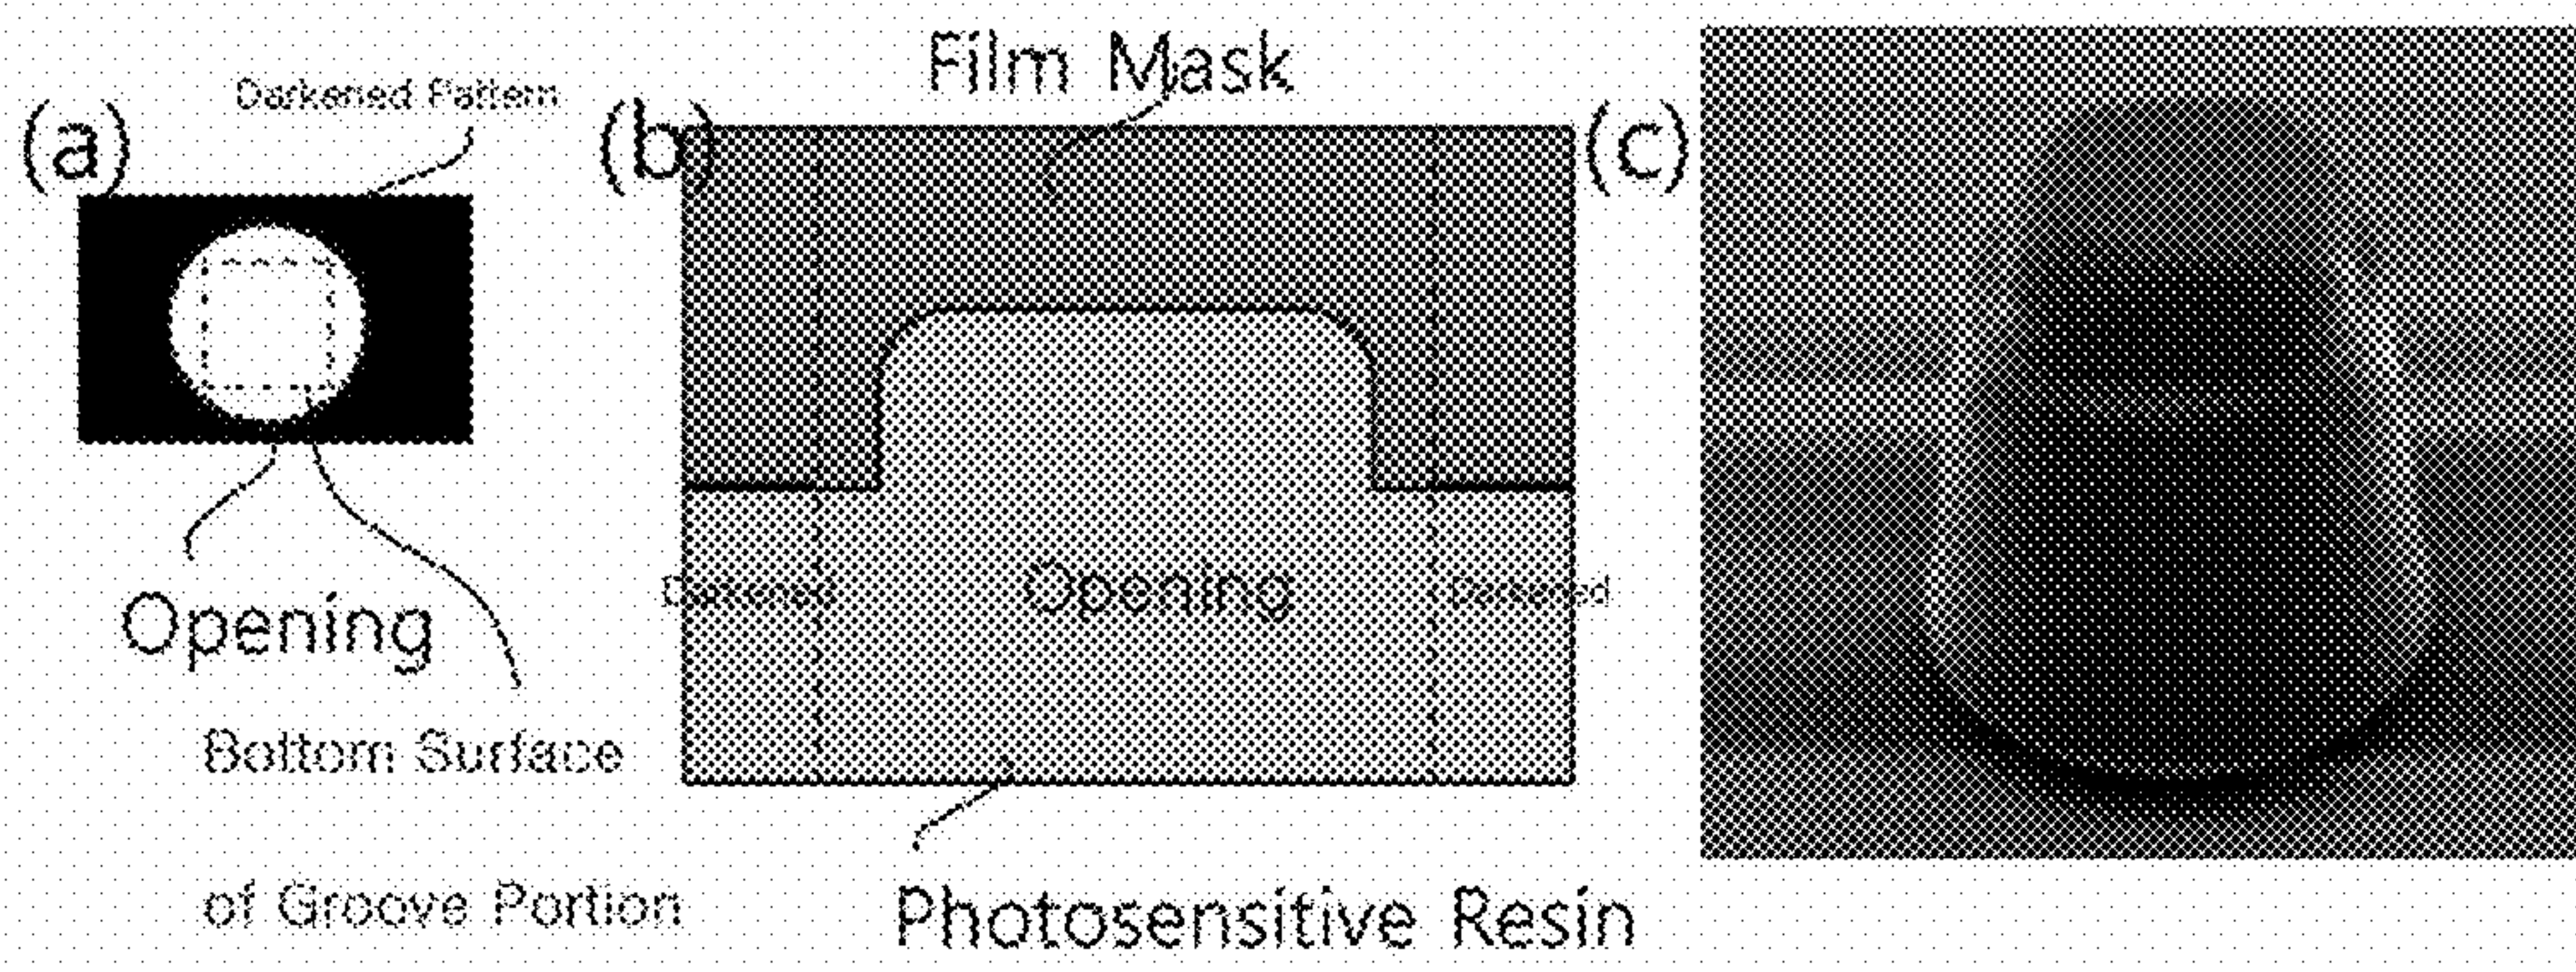 (a)
Darkened Pattern
Opening
Bottom Surface
of Groove Portion
(b)
Film Mask
Darkened
Opening
Darkened
Photosensitive Resin
(c)